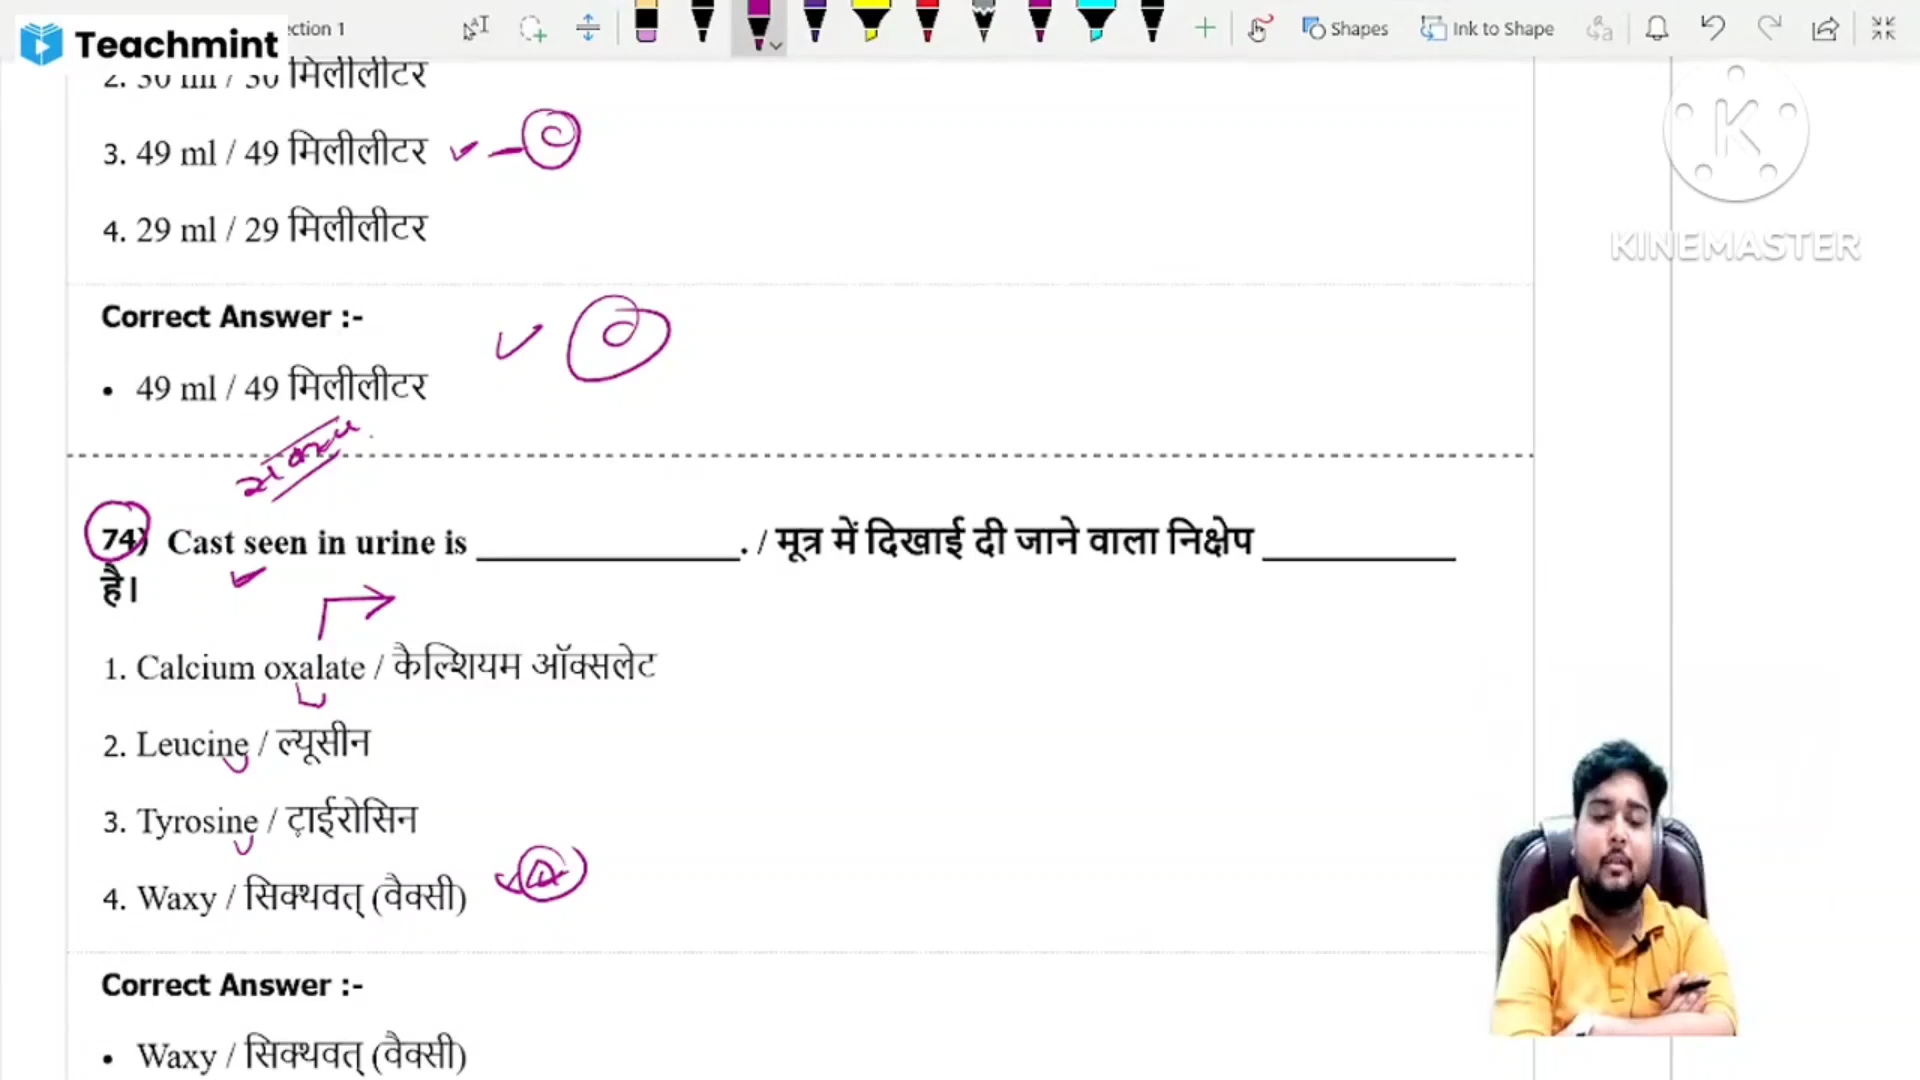 Teachmint
ection 1
Shapes
Ink to Shape
2. 30 ml / 30 मिलीलीटर
3. 49 ml / 49 मिलीलीटर
4. 29 ml / 29 मिलीलीटर
K
KINEMASTER
Correct Answer :-
• 49 ml / 49 मिलीलीटर
74) Cast seen in urine is ______________. / मूत्र में दिखाई दी जाने वाला निक्षेप __________
है।
1. Calcium oxalate / कैल्शियम ऑक्सलेट
2. Leucine / ल्यूसीन
3. Tyrosine / ट्राईरोसिन
4. Waxy / सिक्थवत् (वैक्सी)
Correct Answer :-
• Waxy / सिक्थवत् (वैक्सी)